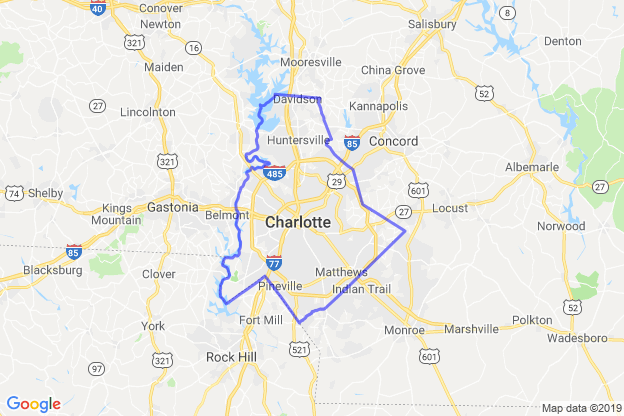 Conover
40
Newton
70
Salisbury
8
Denton
Mooresville
16
Maiden
321
China Grove
52
Davidson
Kannapolis
27
Lincolnton
321
Huntersville
85
Concord
485
29
601
Albemarle
52
74
Shelby
Kings
Mountain
Gastonia
Belmont
27
Locust
Charlotte
Norwood
85
Blacksburg
Clover
77
Matthews
Pineville
Indian Trail
Fort Mill
York
321
Monroe
Marshville
Polkton
Wadesboro
97
Rock Hill
521
601
Google
Map data ©2019